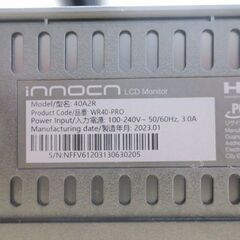 innocn LCD Monitor
Model/型名: 40A2R
Product Code/品番: WR40-PRO
Power Input/入力電源: 100-240V~ 50/60Hz, 3.0A
Manufacturing date/製造年月: 2023.01
S/N:NFFV61203130630205